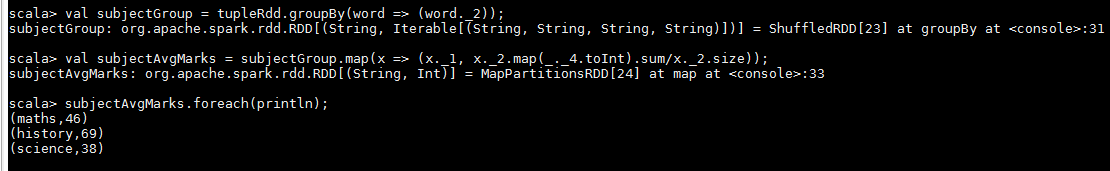 scala> val subjectGroup = tupleRdd.groupBy(word => (word._2));
subjectGroup: org.apache.spark.rdd.RDD[(String, Iterable[(String, String, String, String)])] = ShuffledRDD[23] at groupBy at <console>:31
scala> val subjectAvgMarks = subjectGroup.map(x => (x._1, x._2.map(_._4.toInt).sum/x._2.size));
subjectAvgMarks: org.apache.spark.rdd.RDD[(String, Int)] = MapPartitionsRDD[24] at map at <console>:33
scala> subjectAvgMarks.foreach(println);
(maths,46)
(history,69)
(science,38)